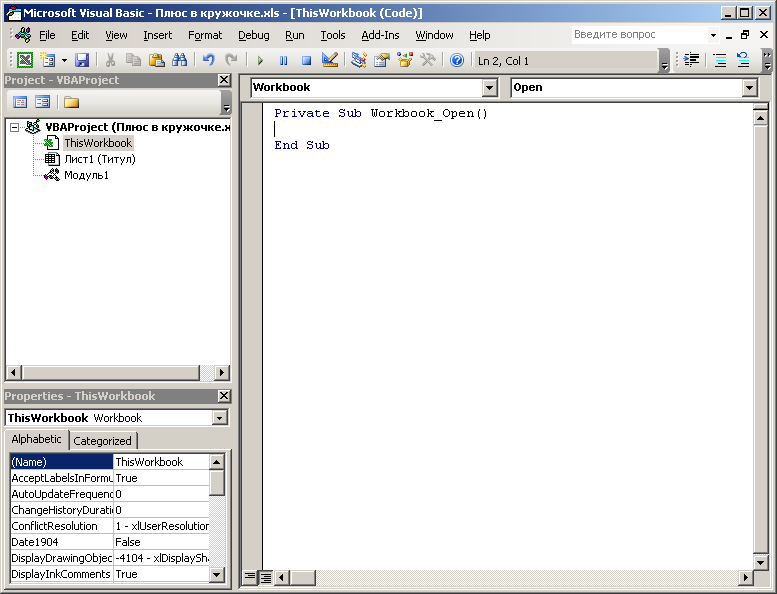 Microsoft Visual Basic - Плюс в кружочке.xls - [ThisWorkbook (Code)]
File Edit View Insert Format Debug Run Tools Add-Ins Window Help Введите вопрос
Ln 2, Col 1
Project - VBAProject
VBAProject (Плюс в кружочке.x
ThisWorkbook
Лист1 (Титул)
Модуль1
Properties - ThisWorkbook
ThisWorkbook Workbook
Alphabetic Categorized
(Name) ThisWorkbook
AcceptLabelsInFormu True
AutoUpdateFrequenc 0
ChangeHistoryDurati 0
ConflictResolution 1 - xlUserResolution
Date1904 False
DisplayDrawingObjec -4104 - xlDisplaySha
DisplayInkComments True
Workbook Open
Private Sub Workbook_Open()
End Sub